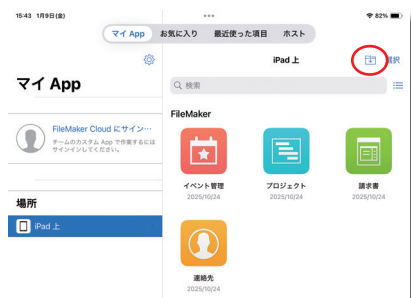 15:43 1月9日(金)
82%
マイ App
お気に入り
最近使った項目
ホスト
iPad 上
選択
マイ App
検索
FileMaker Cloud にサイン…
チームのカスタム App で作業するには
サインインしてください。
場所
iPad 上
FileMaker
イベント管理
2025/10/24
プロジェクト
2025/10/24
請求書
2025/10/24
連絡先
2025/10/24